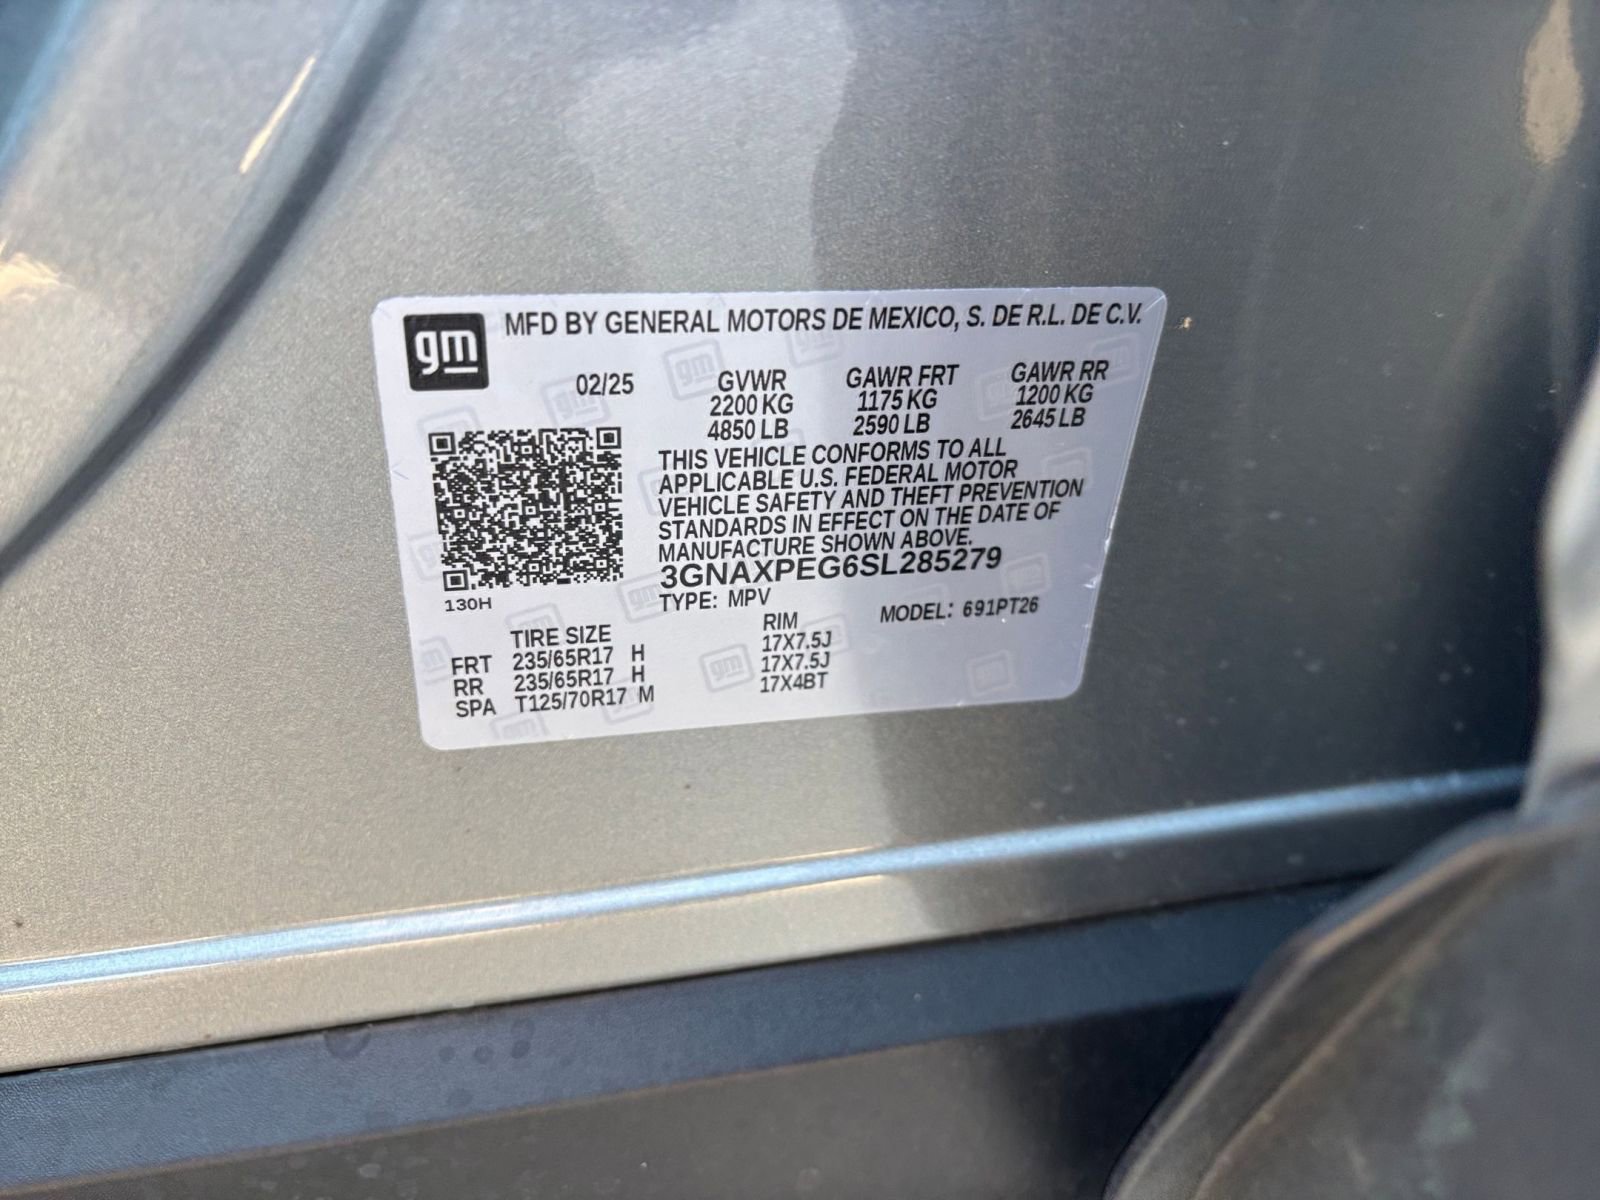 gm MFD BY GENERAL MOTORS DE MEXICO, S. DE R.L. DE C.V.
02/25 GVWR GAWR FRT GAWR RR
2200 KG 1175 KG 1200 KG
4850 LB 2590 LB 2645 LB
THIS VEHICLE CONFORMS TO ALL
APPLICABLE U.S. FEDERAL MOTOR
VEHICLE SAFETY AND THEFT PREVENTION
STANDARDS IN EFFECT ON THE DATE OF
MANUFACTURE SHOWN ABOVE.
3GNAXPEG6SL285279
130H TYPE: MPV MODEL: 691PT26
TIRE SIZE RIM
FRT 235/65R17 H 17X7.5J
RR 235/65R17 H 17X7.5J
SPA T125/70R17 M 17X4BT